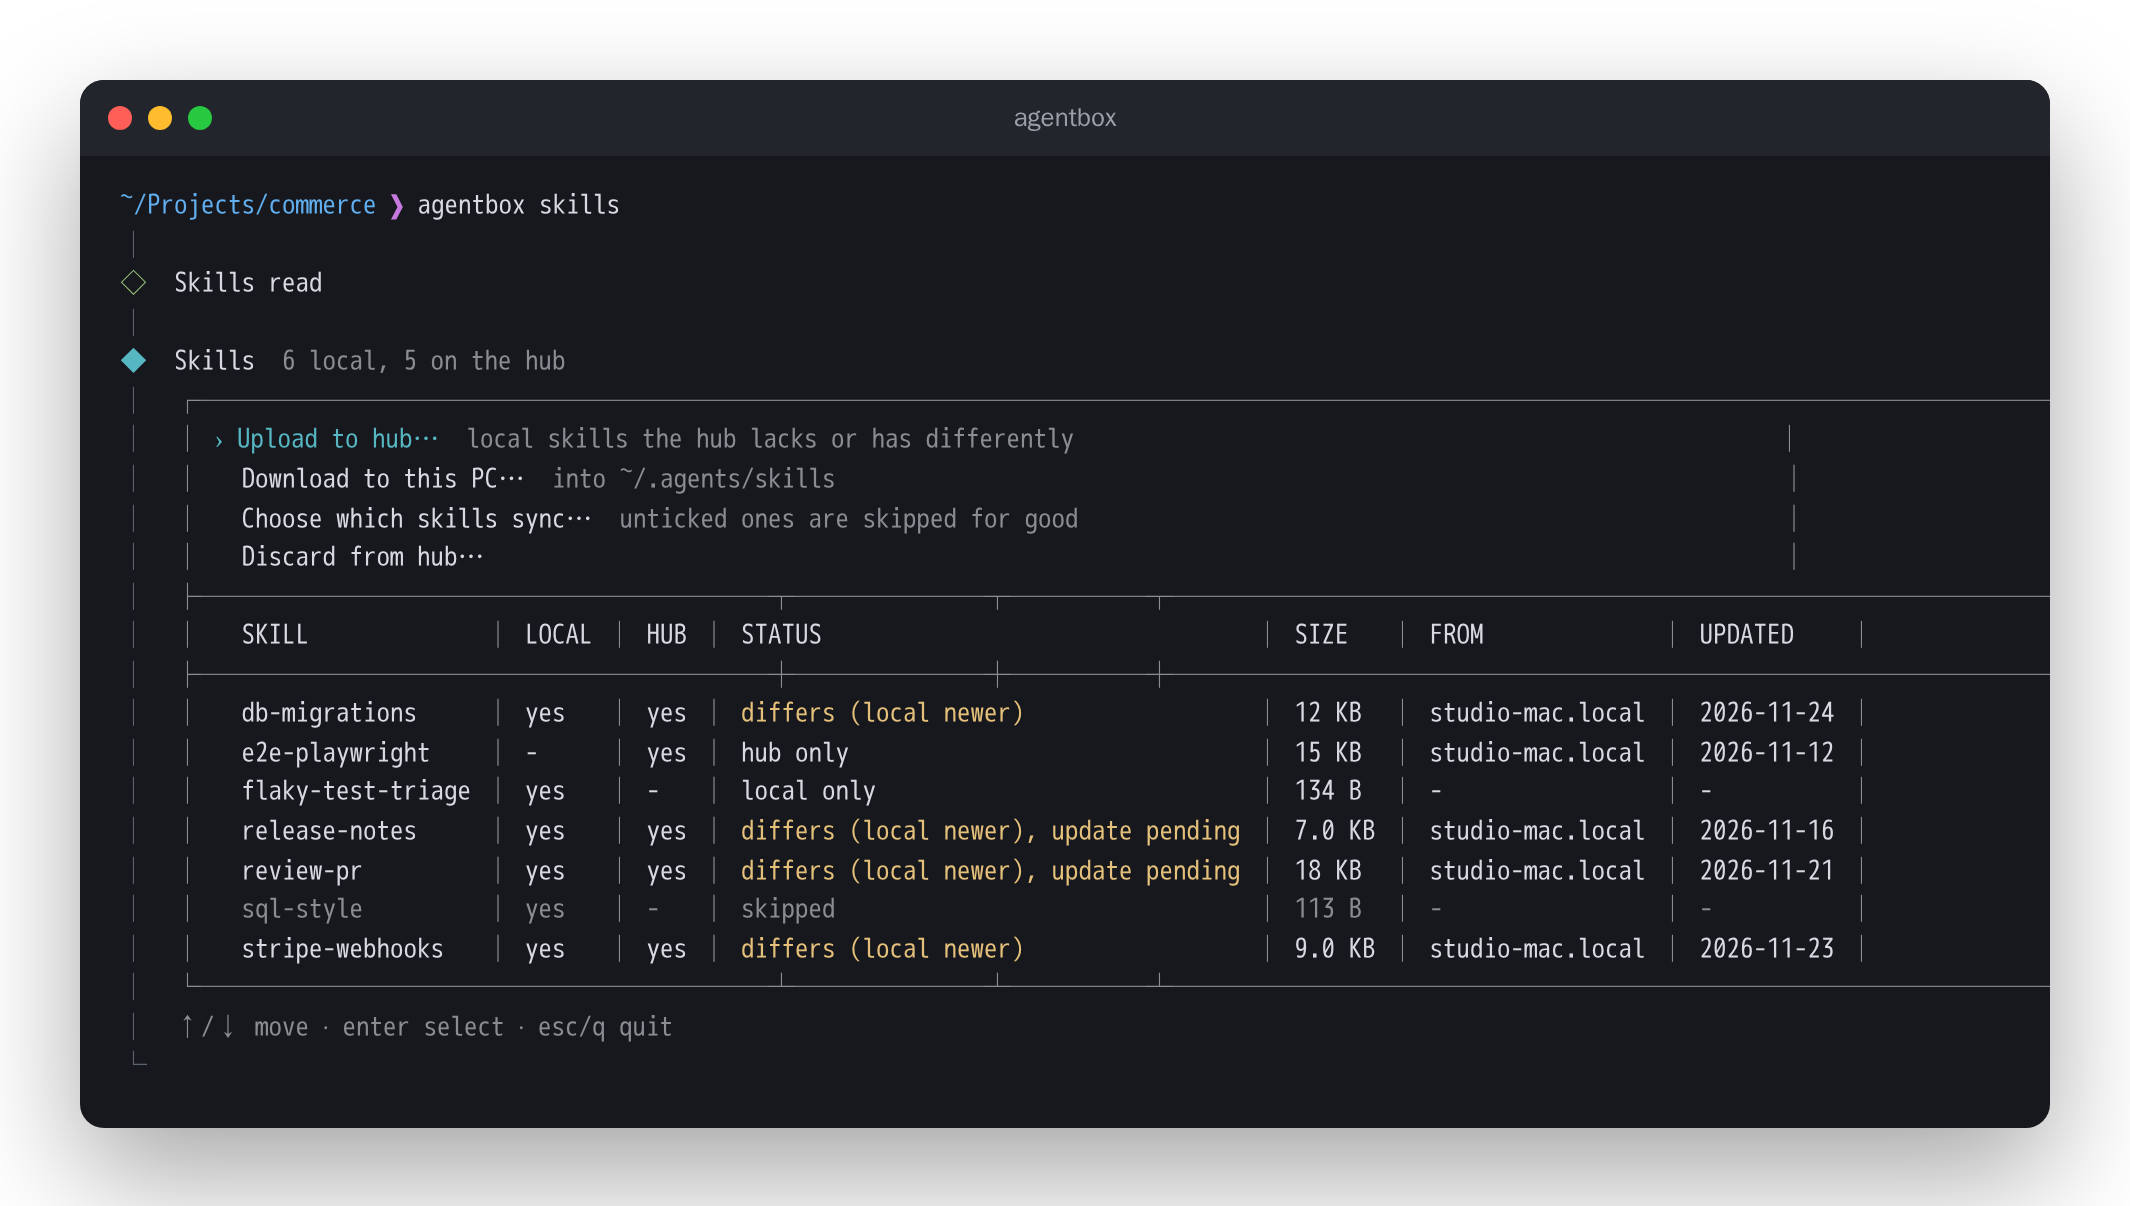 agentbox
~/Projects/commerce ❯ agentbox skills
Skills read
Skills 6 local, 5 on the hub
› Upload to hub… local skills the hub lacks or has differently
Download to this PC… into ~/.agents/skills
Choose which skills sync… unticked ones are skipped for good
Discard from hub…
SKILL │ LOCAL │ HUB │ STATUS │ SIZE │ FROM │ UPDATED │
db-migrations │ yes │ yes │ differs (local newer) │ 12 KB │ studio-mac.local │ 2026-11-24 │
e2e-playwright │ - │ yes │ hub only │ 15 KB │ studio-mac.local │ 2026-11-12 │
flaky-test-triage │ yes │ - │ local only │ 134 B │ - │ - │
release-notes │ yes │ yes │ differs (local newer), update pending │ 7.0 KB │ studio-mac.local │ 2026-11-16 │
review-pr │ yes │ yes │ differs (local newer), update pending │ 18 KB │ studio-mac.local │ 2026-11-21 │
sql-style │ yes │ - │ skipped │ 113 B │ - │ - │
stripe-webhooks │ yes │ yes │ differs (local newer) │ 9.0 KB │ studio-mac.local │ 2026-11-23 │
↑/↓ move · enter select · esc/q quit